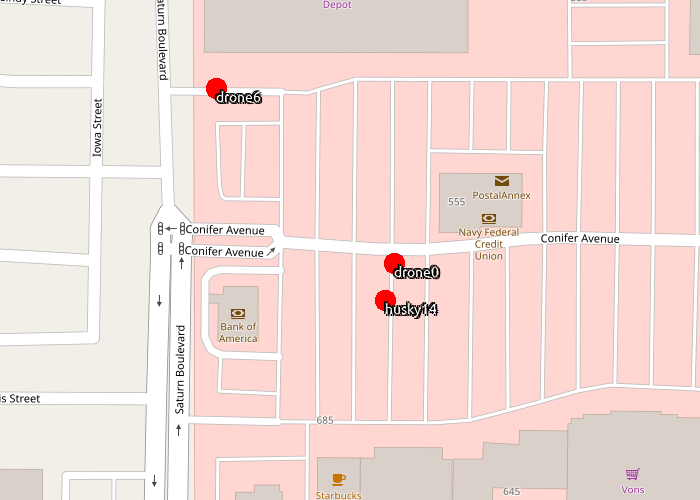 Depot
Saturn Boulevard
Iowa Street
drone6
555
PostalAnnex
Navy Federal
Credit
Union
Conifer Avenue
Conifer Avenue
Conifer Avenue
drone0
husky14
Bank of
America
Saturn Boulevard
is Street
685
Starbucks
645
Vons